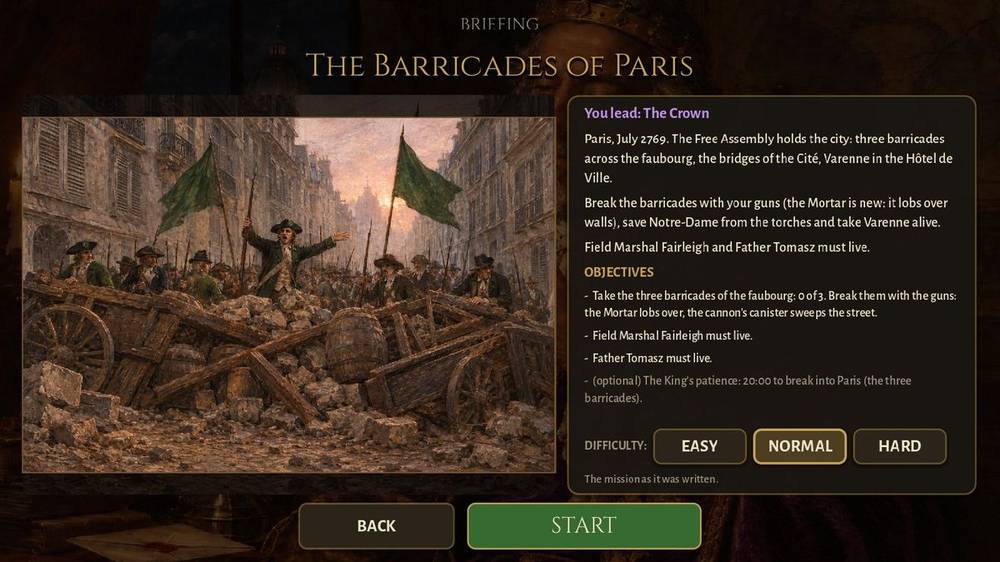 BRIEFING
THE BARRICADES OF PARIS
You lead: The Crown
Paris, July 2769. The Free Assembly holds the city: three barricades
across the faubourg, the bridges of the Cité, Varenne in the Hôtel de
Ville.
Break the barricades with your guns (the Mortar is new: it lobs over
walls), save Notre-Dame from the torches and take Varenne alive.
Field Marshal Fairleigh and Father Tomasz must live.
OBJECTIVES
- Take the three barricades of the faubourg: 0 of 3. Break them with the guns:
the Mortar lobs over, the cannon's canister sweeps the street.
- Field Marshal Fairleigh must live.
- Father Tomasz must live.
- (optional) The King's patience: 20:00 to break into Paris (the three
barricades).
DIFFICULTY: EASY NORMAL HARD
The mission as it was written.
BACK START